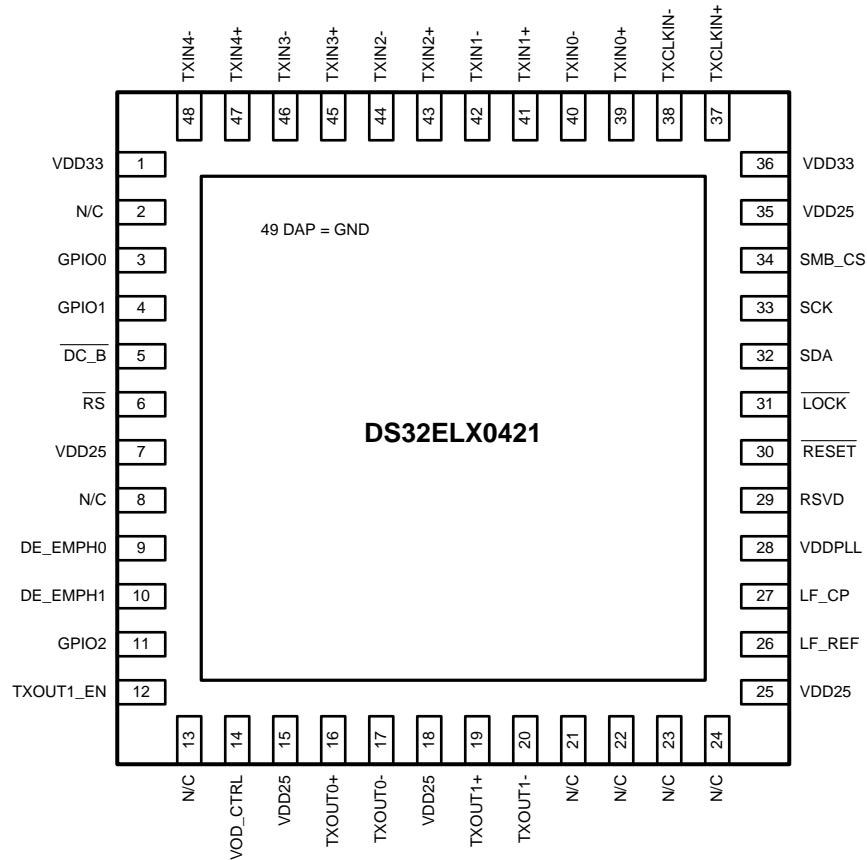 TXIN4-
TXIN4+
TXIN3-
TXIN3+
TXIN2-
TXIN2+
TXIN1-
TXIN1+
TXIN0-
TXIN0+
TXCLKIN-
TXCLKIN+
48
47
46
45
44
43
42
41
40
39
38
37
VDD33 1
N/C 2
GPIO0 3
GPIO1 4
DC_B 5
RS 6
VDD25 7
N/C 8
DE_EMPH0 9
DE_EMPH1 10
GPIO2 11
TXOUT1_EN 12
49 DAP = GND
DS32ELX0421
36 VDD33
35 VDD25
34 SMB_CS
33 SCK
32 SDA
31 LOCK
30 RESET
29 RSVD
28 VDDPLL
27 LF_CP
26 LF_REF
25 VDD25
13
14
15
16
17
18
19
20
21
22
23
24
N/C
VOD_CTRL
VDD25
TXOUT0+
TXOUT0-
VDD25
TXOUT1+
TXOUT1-
N/C
N/C
N/C
N/C